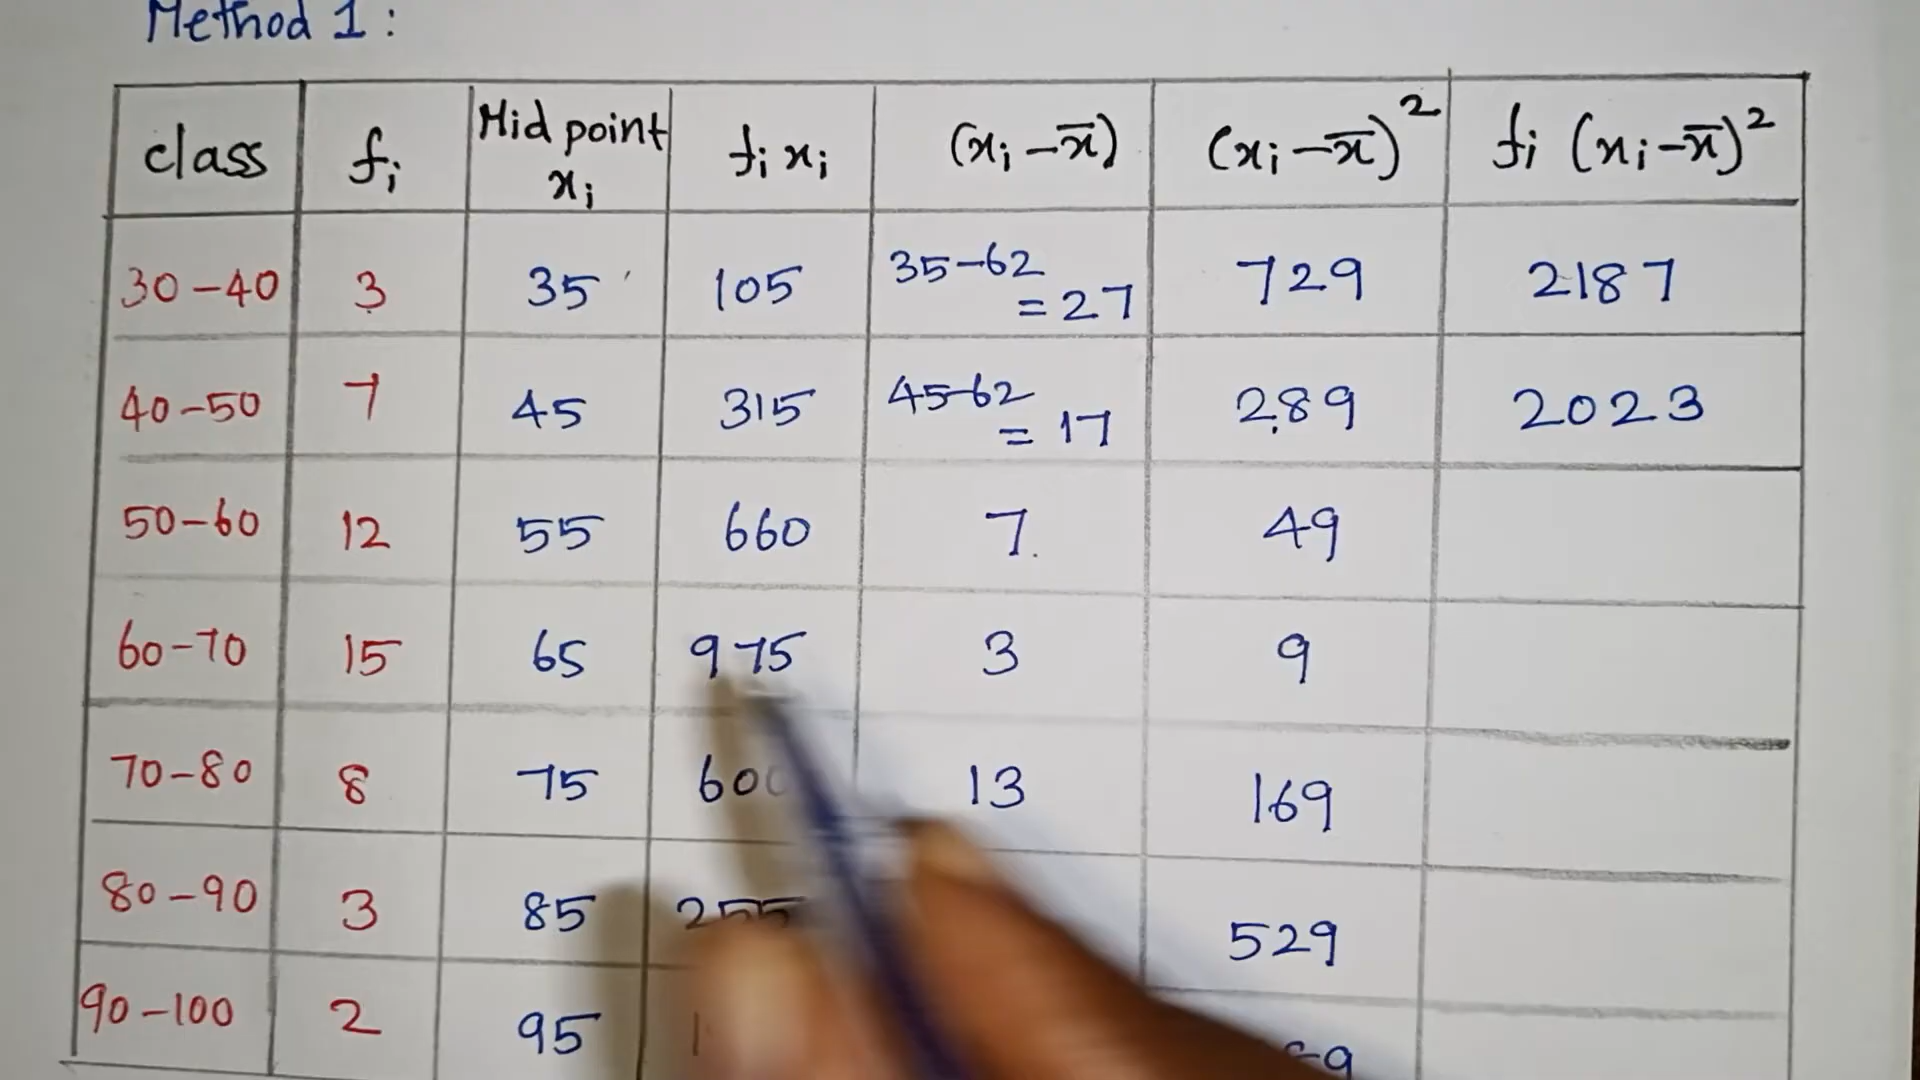 Method 1 :
class fi Mid point xi fi xi (xi – x̄) (xi – x̄)² fi (xi – x̄)²
30 – 40 3 35 105 35 – 62 = 27 729 2187
40 – 50 7 45 315 45 – 62 = 17 289 2023
50 – 60 12 55 660 7 49
60 – 70 15 65 975 3 9
70 – 80 8 75 13 169
80 – 90 3 85 255 529
90 – 100 2 95